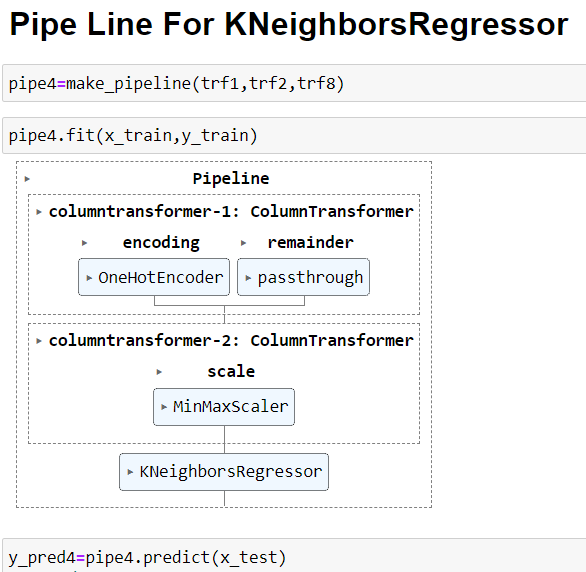 Pipe Line For KNeighborsRegressor
pipe4=make_pipeline(trf1,trf2,trf8)
pipe4.fit(x_train,y_train)
Pipeline
columntransformer-1: ColumnTransformer
encoding remainder
OneHotEncoder passthrough
columntransformer-2: ColumnTransformer
scale
MinMaxScaler
KNeighborsRegressor
y_pred4=pipe4.predict(x_test)